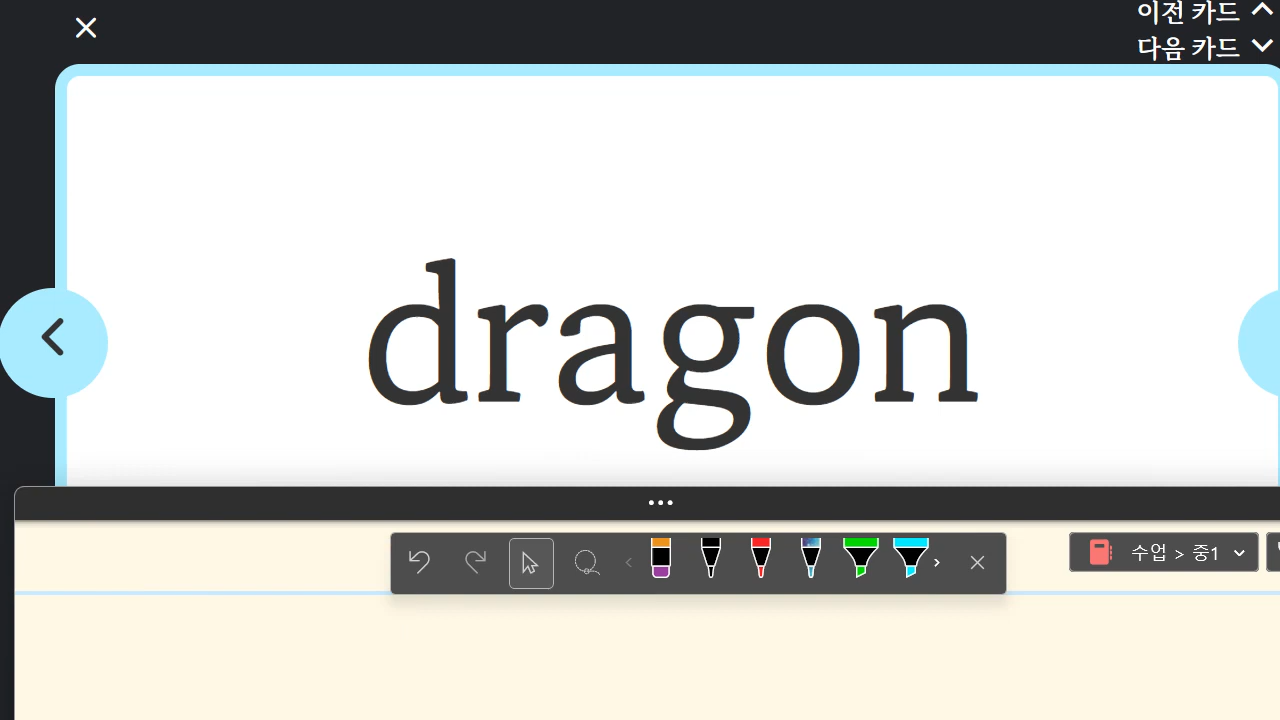 이전 카드
다음 카드
dragon
수업 > 중1